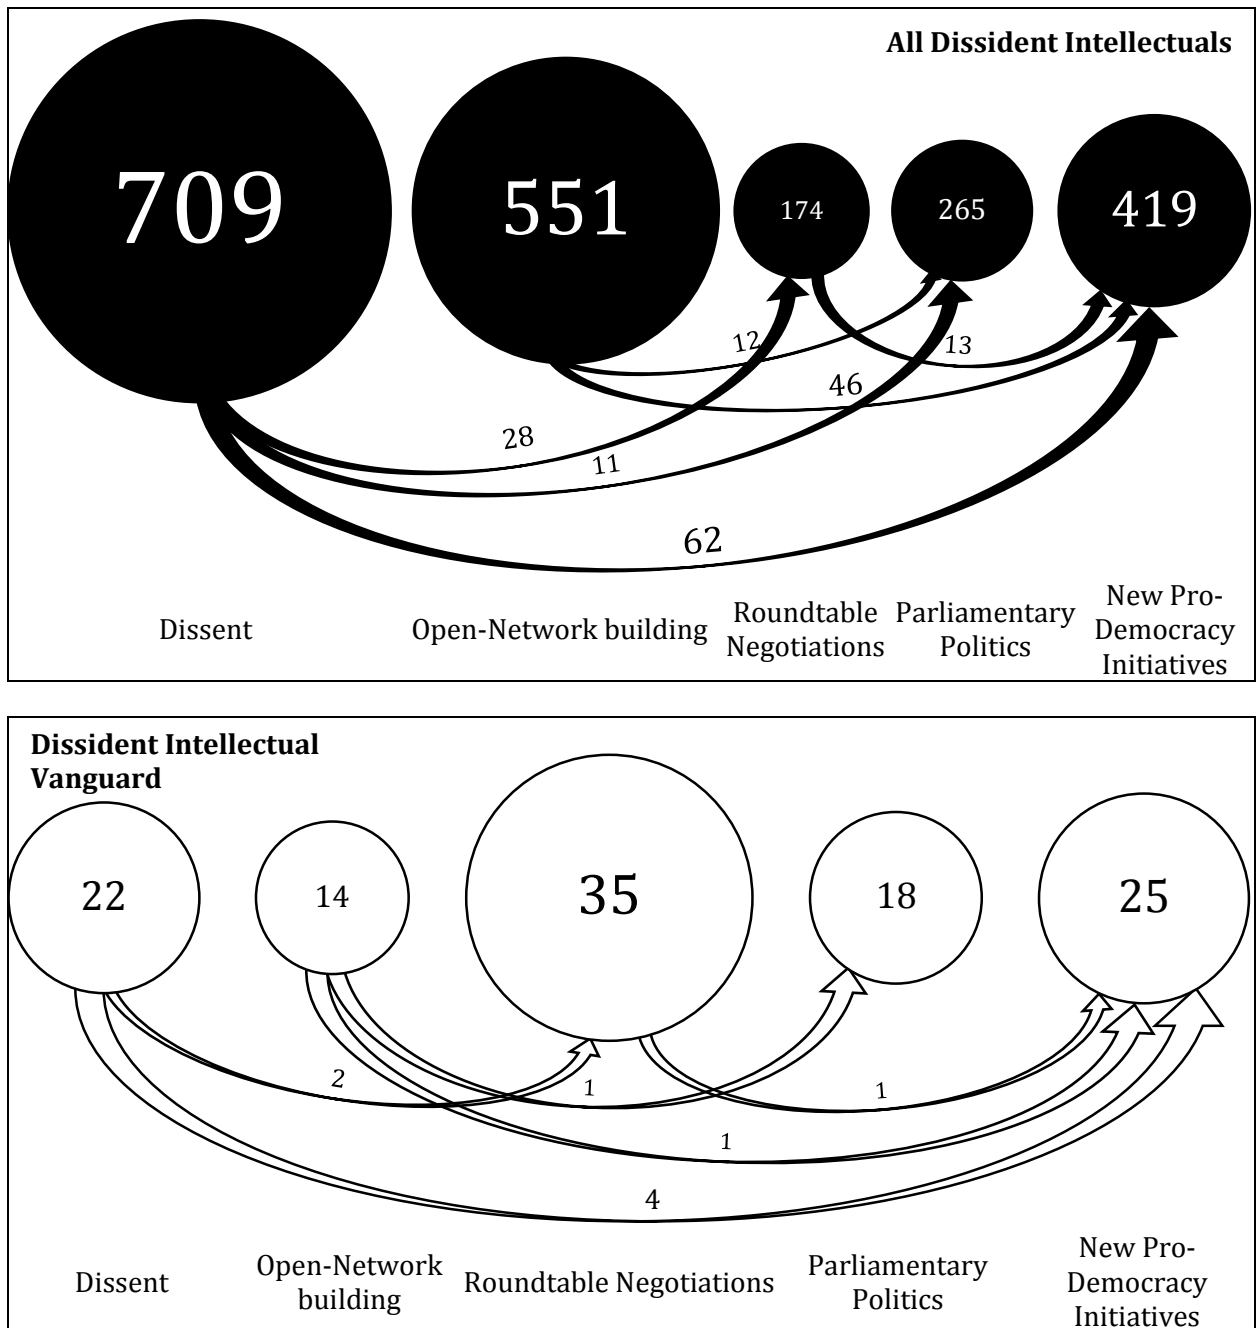 All Dissident Intellectuals
709
551
174
265
419
12
13
46
28
11
62
Dissent
Open-Network building
Roundtable
Negotiations
Parliamentary
Politics
New Pro-
Democracy
Initiatives
Dissident Intellectual
Vanguard
22
14
35
18
25
2
1
1
1
4
Dissent
Open-Network
building
Roundtable Negotiations
Parliamentary
Politics
New Pro-
Democracy
Initiatives